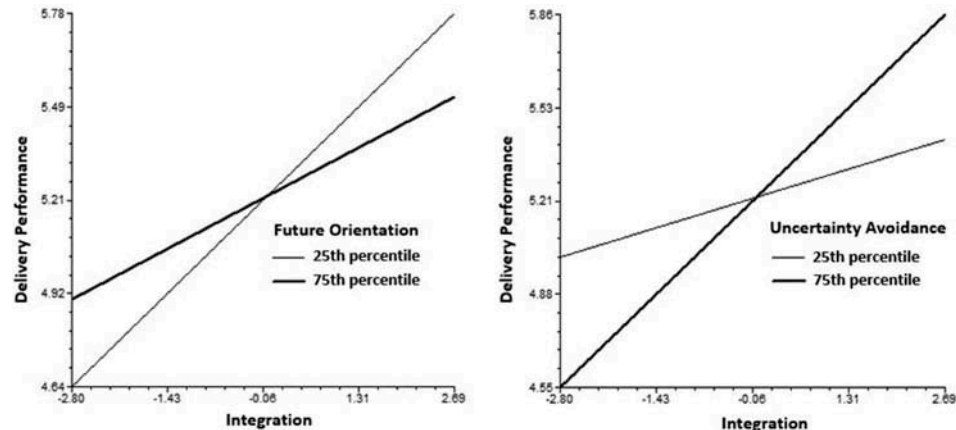 5.78
5.49
5.21
4.92
4.64
Delivery Performance
-2.80
-1.43
-0.06
1.31
2.69
Integration
Future Orientation
25th percentile
75th percentile
5.86
5.53
5.21
4.88
4.55
Delivery Performance
-2.80
-1.43
-0.06
1.31
2.69
Integration
Uncertainty Avoidance
25th percentile
75th percentile